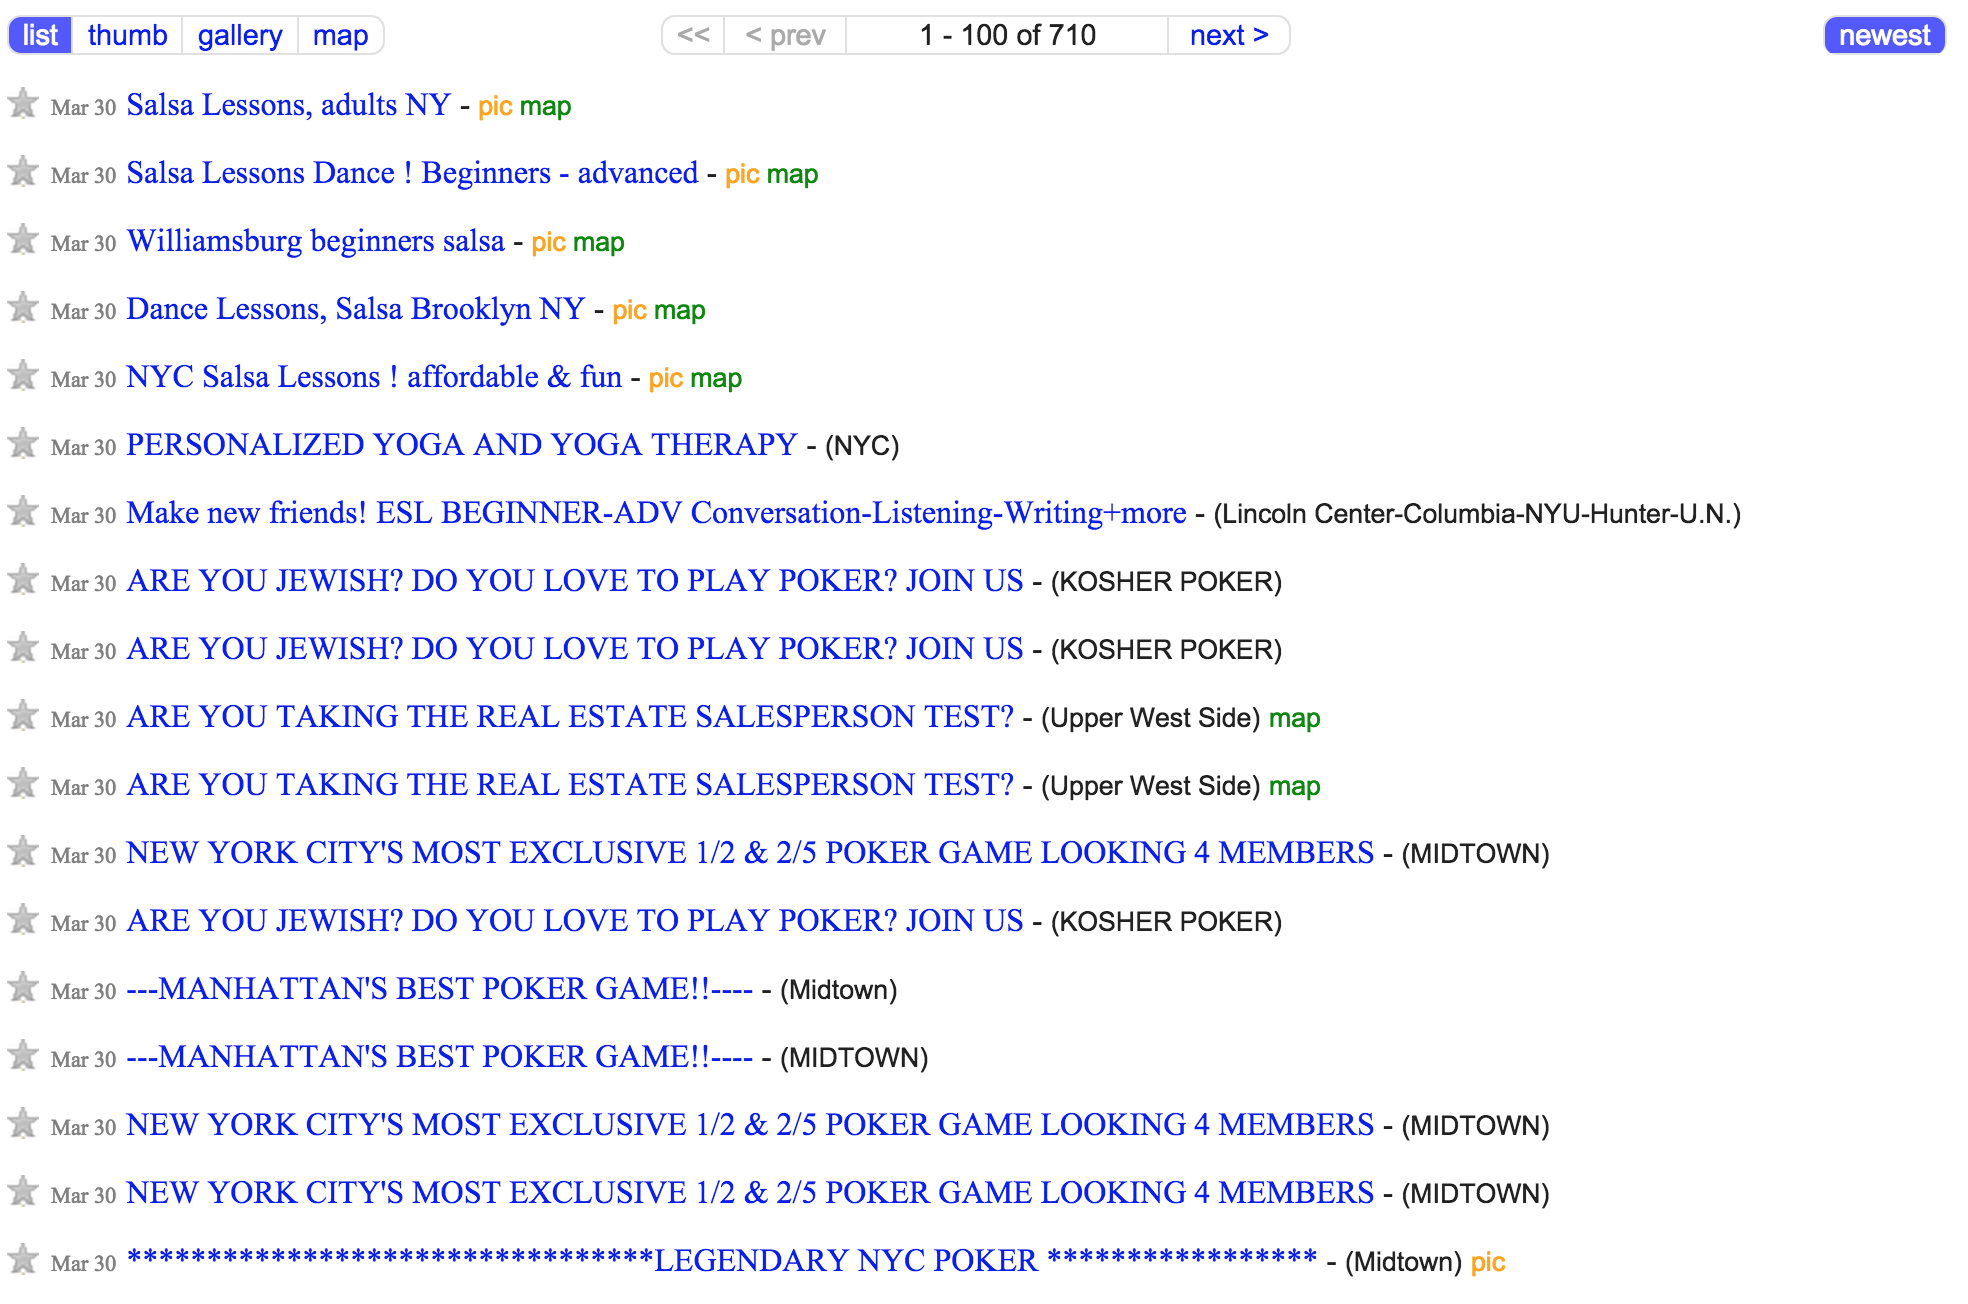 list thumb gallery map << < prev 1 - 100 of 710 next > newest
Mar 30 Salsa Lessons, adults NY - pic map
Mar 30 Salsa Lessons Dance ! Beginners - advanced - pic map
Mar 30 Williamsburg beginners salsa - pic map
Mar 30 Dance Lessons, Salsa Brooklyn NY - pic map
Mar 30 NYC Salsa Lessons ! affordable & fun - pic map
Mar 30 PERSONALIZED YOGA AND YOGA THERAPY - (NYC)
Mar 30 Make new friends! ESL BEGINNER-ADV Conversation-Listening-Writing+more - (Lincoln Center-Columbia-NYU-Hunter-U.N.)
Mar 30 ARE YOU JEWISH? DO YOU LOVE TO PLAY POKER? JOIN US - (KOSHER POKER)
Mar 30 ARE YOU JEWISH? DO YOU LOVE TO PLAY POKER? JOIN US - (KOSHER POKER)
Mar 30 ARE YOU TAKING THE REAL ESTATE SALESPERSON TEST? - (Upper West Side) map
Mar 30 ARE YOU TAKING THE REAL ESTATE SALESPERSON TEST? - (Upper West Side) map
Mar 30 NEW YORK CITY'S MOST EXCLUSIVE 1/2 & 2/5 POKER GAME LOOKING 4 MEMBERS - (MIDTOWN)
Mar 30 ARE YOU JEWISH? DO YOU LOVE TO PLAY POKER? JOIN US - (KOSHER POKER)
Mar 30 ---MANHATTAN'S BEST POKER GAME!!---- - (Midtown)
Mar 30 ---MANHATTAN'S BEST POKER GAME!!---- - (MIDTOWN)
Mar 30 NEW YORK CITY'S MOST EXCLUSIVE 1/2 & 2/5 POKER GAME LOOKING 4 MEMBERS - (MIDTOWN)
Mar 30 NEW YORK CITY'S MOST EXCLUSIVE 1/2 & 2/5 POKER GAME LOOKING 4 MEMBERS - (MIDTOWN)
Mar 30 *********************************LEGENDARY NYC POKER ***************** - (Midtown) pic